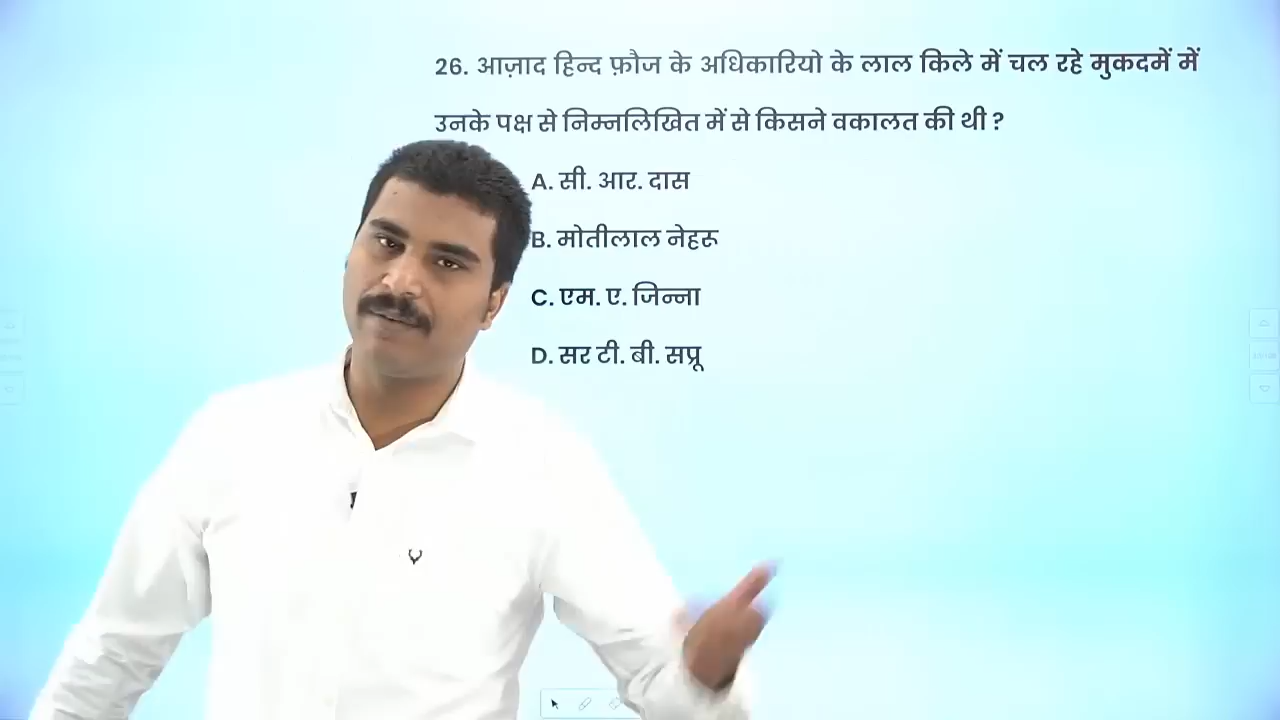 26. आज़ाद हिन्द फ़ौज के अधिकारियो के लाल किले में चल रहे मुकदमें में
उनके पक्ष से निम्नलिखित में से किसने वकालत की थी ?
A. सी. आर. दास
B. मोतीलाल नेहरू
C. एम. ए. जिन्ना
D. सर टी. बी. सप्रू